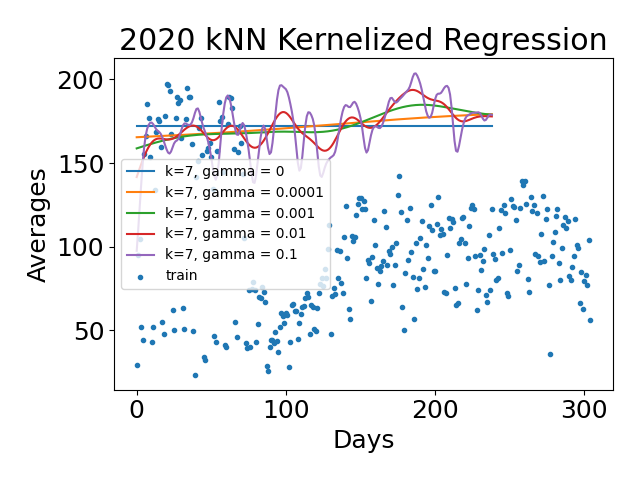 2020 kNN Kernelized Regression
Averages
200
150
100
50
k=7, gamma = 0
k=7, gamma = 0.0001
k=7, gamma = 0.001
k=7, gamma = 0.01
k=7, gamma = 0.1
train
0 100 200 300
Days